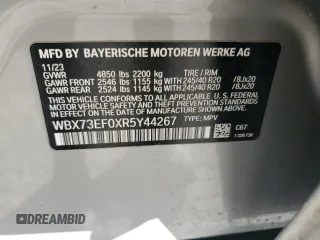 MFD BY BAYERISCHE MOTOREN WERKE AG
11/23
GVWR 4850 lbs 2200 kg TIRE / RIM
GAWR FRONT 2546 lbs 1155 kg WITH 245/40 R20 /8Jx20
GAWR REAR 2524 lbs 1145 kg WITH 245/40 R20 /8Jx20
THIS VEHICLE CONFORMS TO ALL APPLICABLE FEDERAL MOTOR
VEHICLE SAFETY, BUMPER, AND THEFT PREVENTION STANDARDS
IN EFFECT ON THE DATE OF MANUFACTURE SHOWN ABOVE.
WBX73EF0XR5Y44267 TYPE: MPV
C67
AUTOBIDMASTER